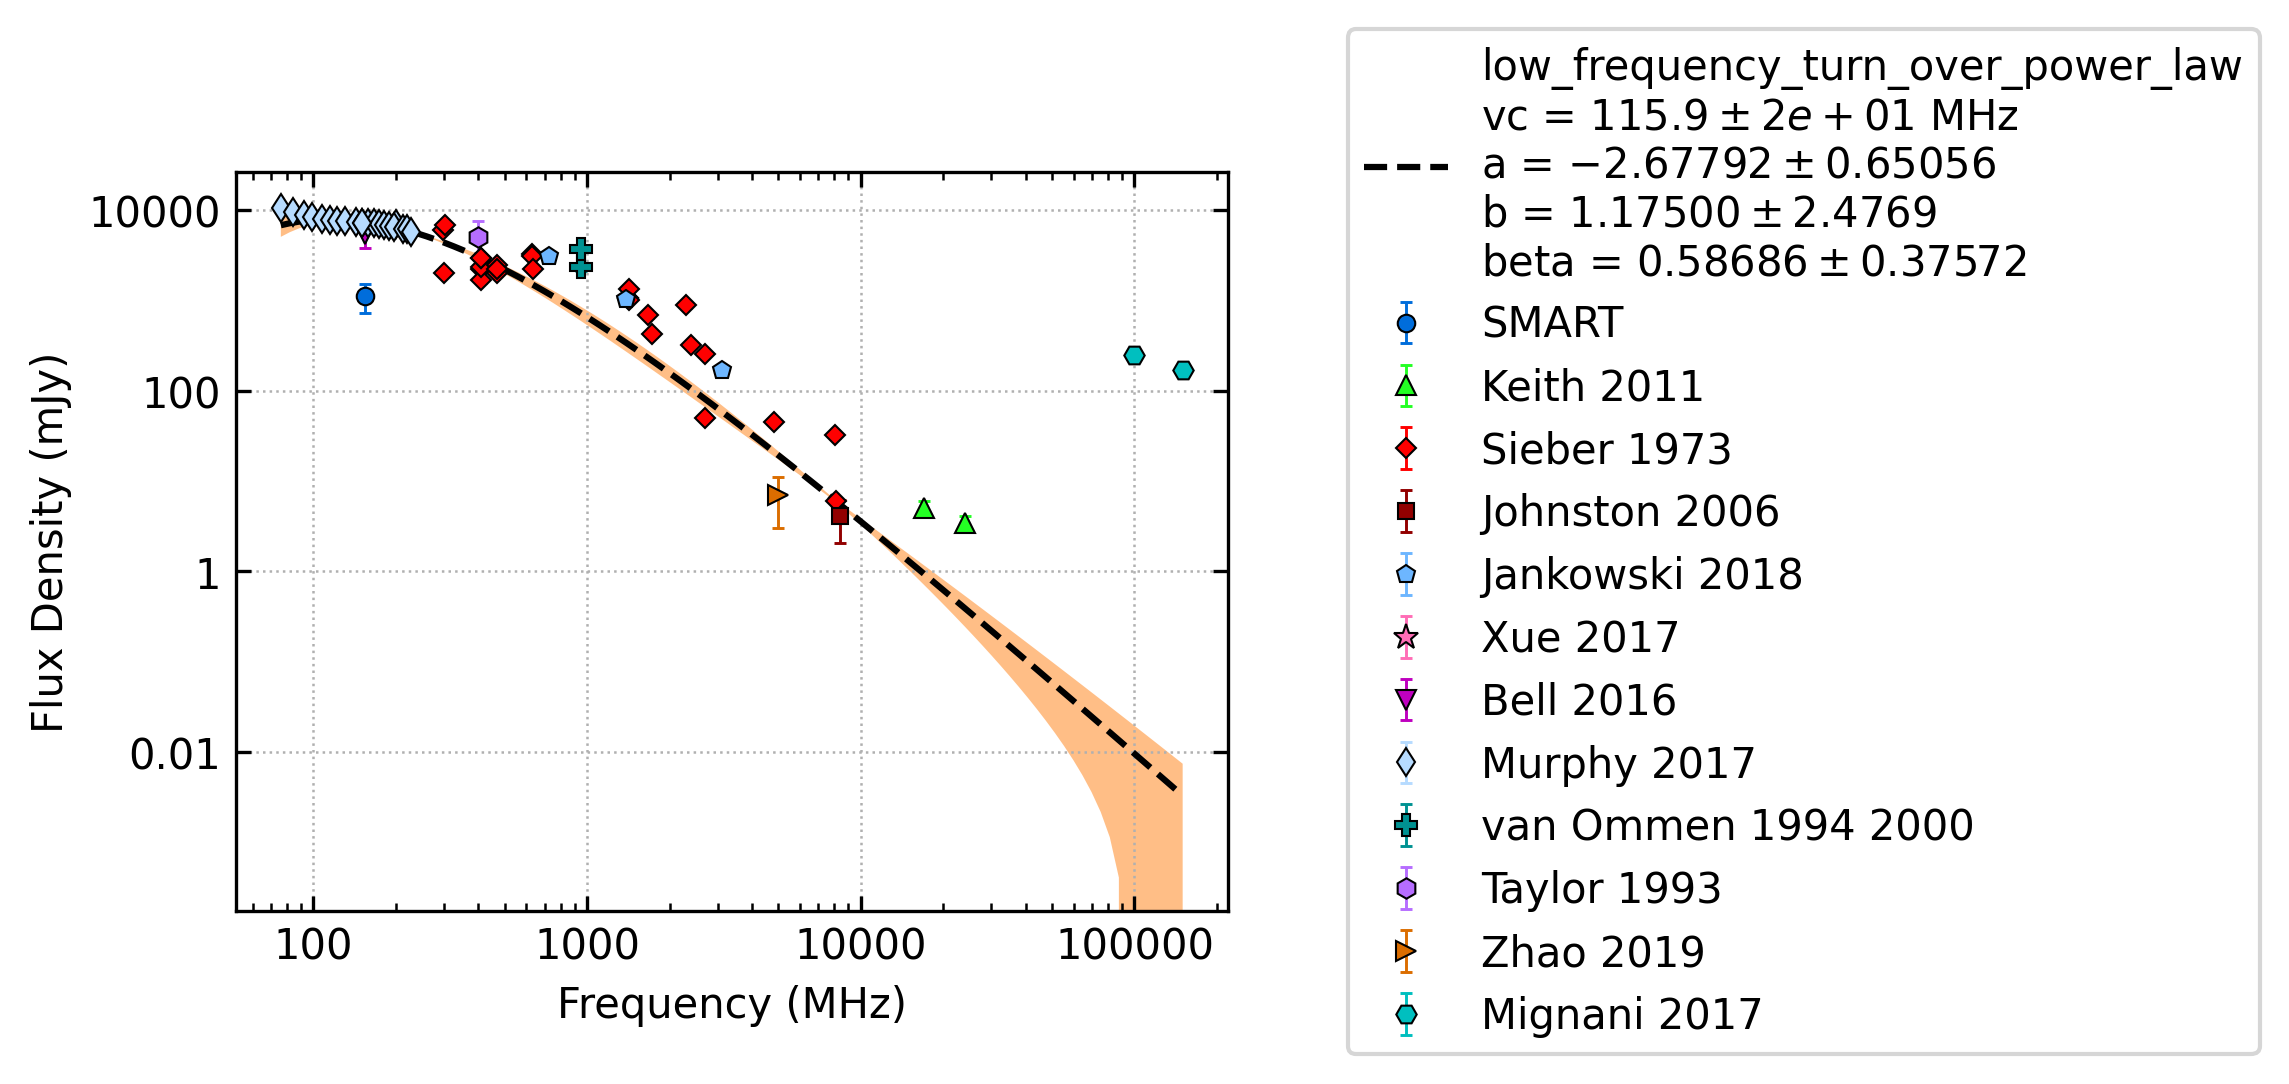 low_frequency_turn_over_power_law
vc = 115.9 ± 2e + 01 MHz
a = −2.67792 ± 0.65056
b = 1.17500 ± 2.4769
beta = 0.58686 ± 0.37572
SMART
Keith 2011
Sieber 1973
Johnston 2006
Jankowski 2018
Xue 2017
Bell 2016
Murphy 2017
van Ommen 1994 2000
Taylor 1993
Zhao 2019
Mignani 2017
Flux Density (mJy)
10000
100
1
0.01
100 1000 10000 100000
Frequency (MHz)